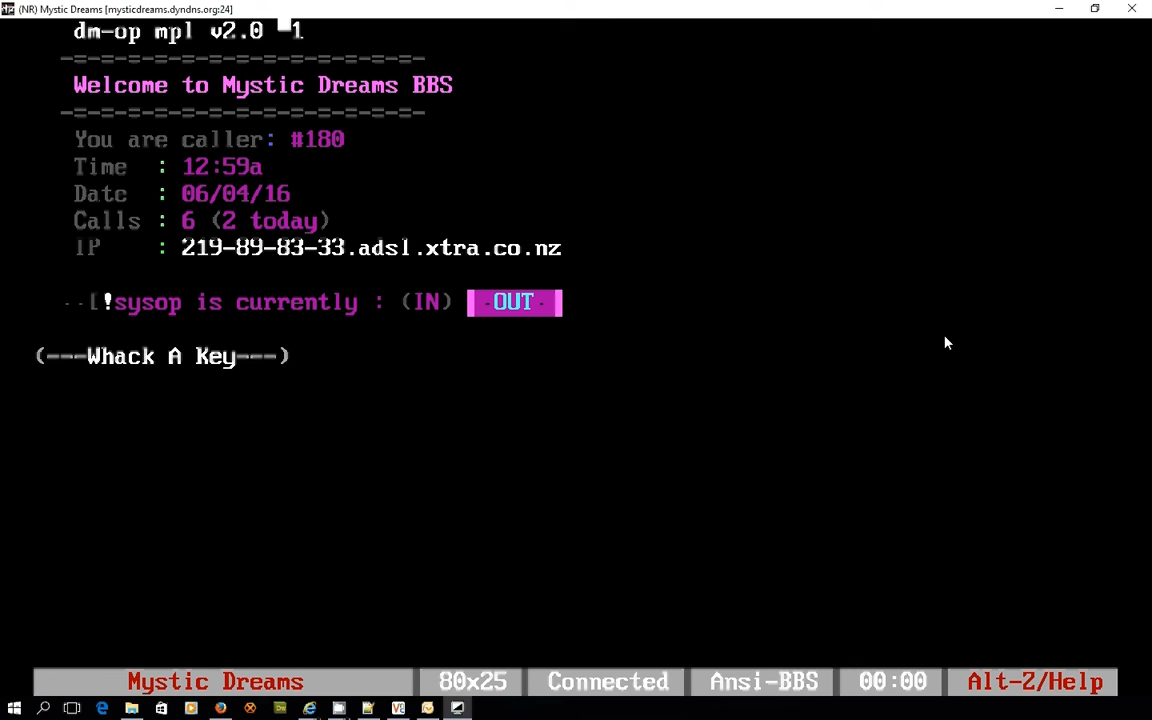 (NR) Mystic Dreams [mysticdreams.dyndns.org:24]
dm-op mpl v2.0 1
-=-=-=-=-=-=-=-=-=-=-=-=-=-
Welcome to Mystic Dreams BBS
-=-=-=-=-=-=-=-=-=-=-=-=-=-
You are caller: #180
Time : 12:59a
Date : 06/04/16
Calls : 6 (2 today)
IP : 219-89-83-33.adsl.xtra.co.nz
--[!sysop is currently : (IN) -OUT-
(---Whack A Key---)
Mystic Dreams 80x25 Connected Ansi-BBS 00:00 Alt-Z/Help